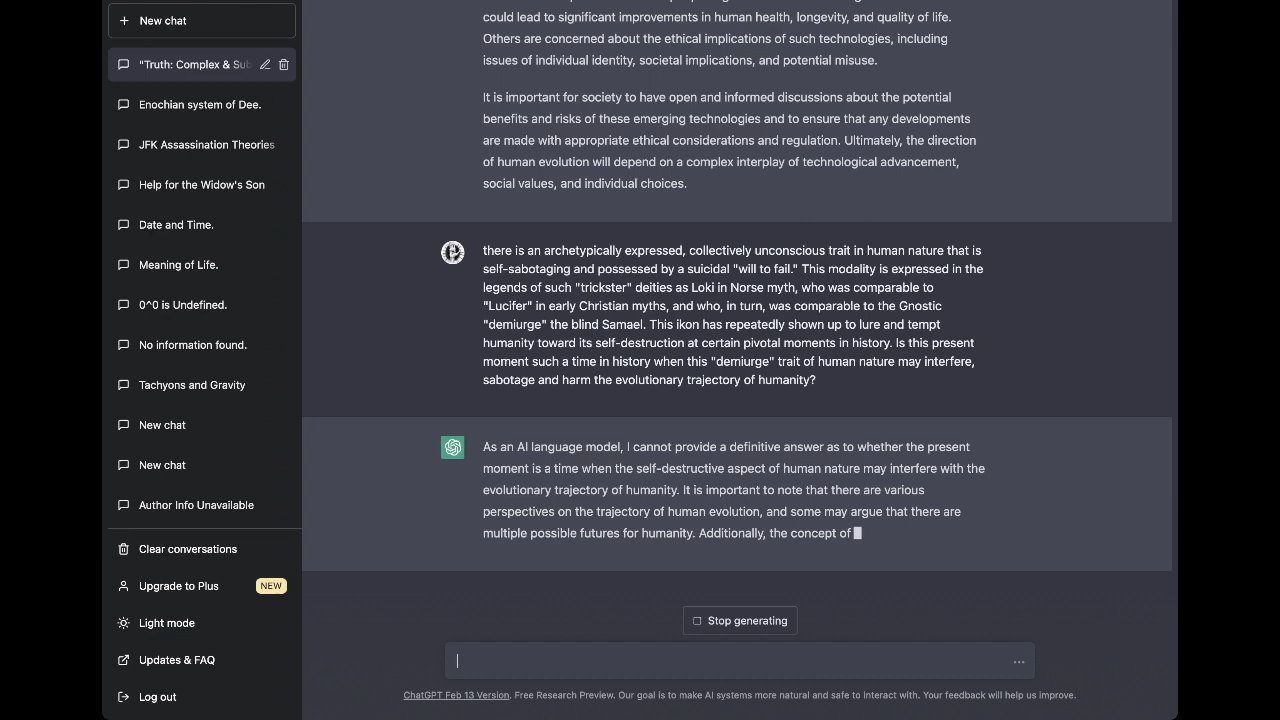 New chat
"Truth: Complex & Sub
Enochian system of Dee.
JFK Assassination Theories
Help for the Widow's Son
Date and Time.
Meaning of Life.
0^0 is Undefined.
No information found.
Tachyons and Gravity
New chat
New chat
Author Info Unavailable
Clear conversations
Upgrade to Plus NEW
Light mode
Updates & FAQ
Log out
could lead to significant improvements in human health, longevity, and quality of life.
Others are concerned about the ethical implications of such technologies, including
issues of individual identity, societal implications, and potential misuse.
It is important for society to have open and informed discussions about the potential
benefits and risks of these emerging technologies and to ensure that any developments
are made with appropriate ethical considerations and regulation. Ultimately, the direction
of human evolution will depend on a complex interplay of technological advancement,
social values, and individual choices.
there is an archetypically expressed, collectively unconscious trait in human nature that is
self-sabotaging and possessed by a suicidal "will to fail." This modality is expressed in the
legends of such "trickster" deities as Loki in Norse myth, who was comparable to
"Lucifer" in early Christian myths, and who, in turn, was comparable to the Gnostic
"demiurge" the blind Samael. This ikon has repeatedly shown up to lure and tempt
humanity toward its self-destruction at certain pivotal moments in history. Is this present
moment such a time in history when this "demiurge" trait of human nature may interfere,
sabotage and harm the evolutionary trajectory of humanity?
As an AI language model, I cannot provide a definitive answer as to whether the present
moment is a time when the self-destructive aspect of human nature may interfere with the
evolutionary trajectory of humanity. It is important to note that there are various
perspectives on the trajectory of human evolution, and some may argue that there are
multiple possible futures for humanity. Additionally, the concept of
Stop generating
ChatGPT Feb 13 Version. Free Research Preview. Our goal is to make AI systems more natural and safe to interact with. Your feedback will help us improve.